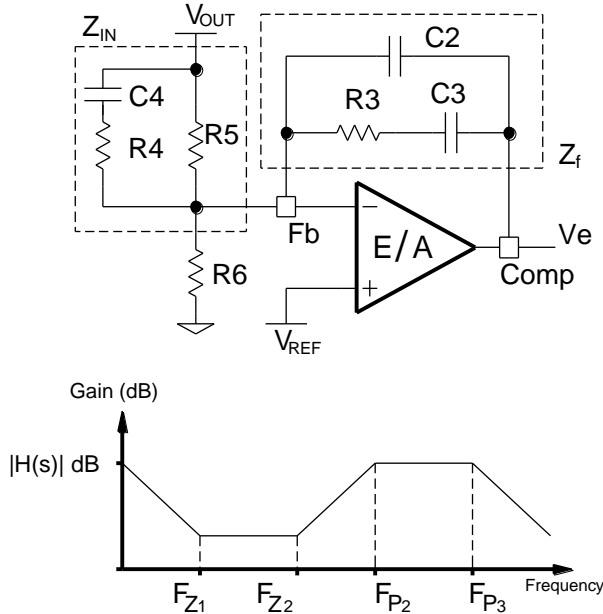 Z_IN
V_OUT
C2
C4
R3
C3
R4
R5
Z_f
Fb
E/A
Ve
R6
Comp
V_REF
Gain (dB)
|H(s)| dB
F_Z1
F_Z2
F_P2
F_P3
Frequency